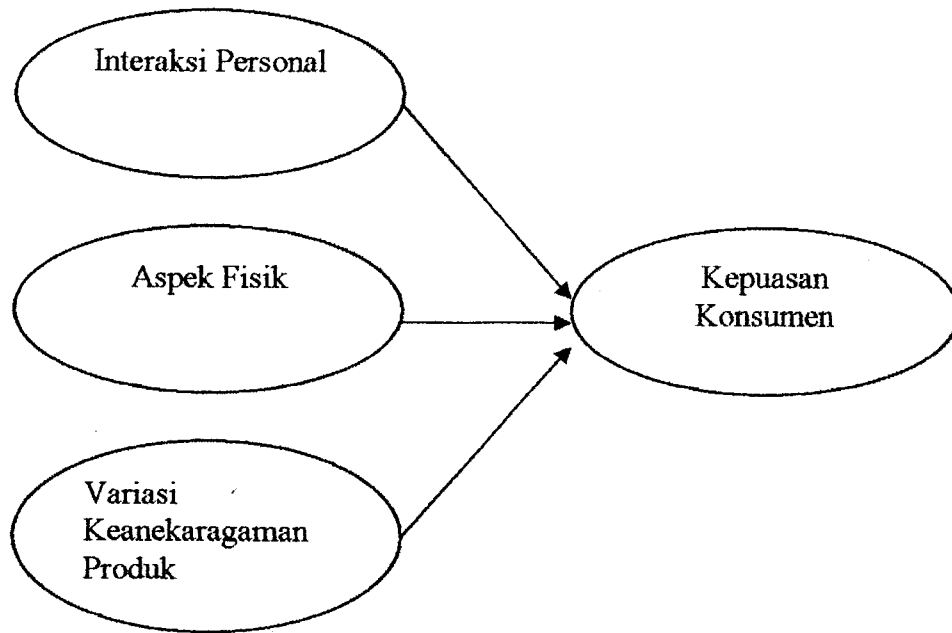 Interaksi Personal
Aspek Fisik
Kepuasan
Konsumen
Variasi
Keanekaragaman
Produk